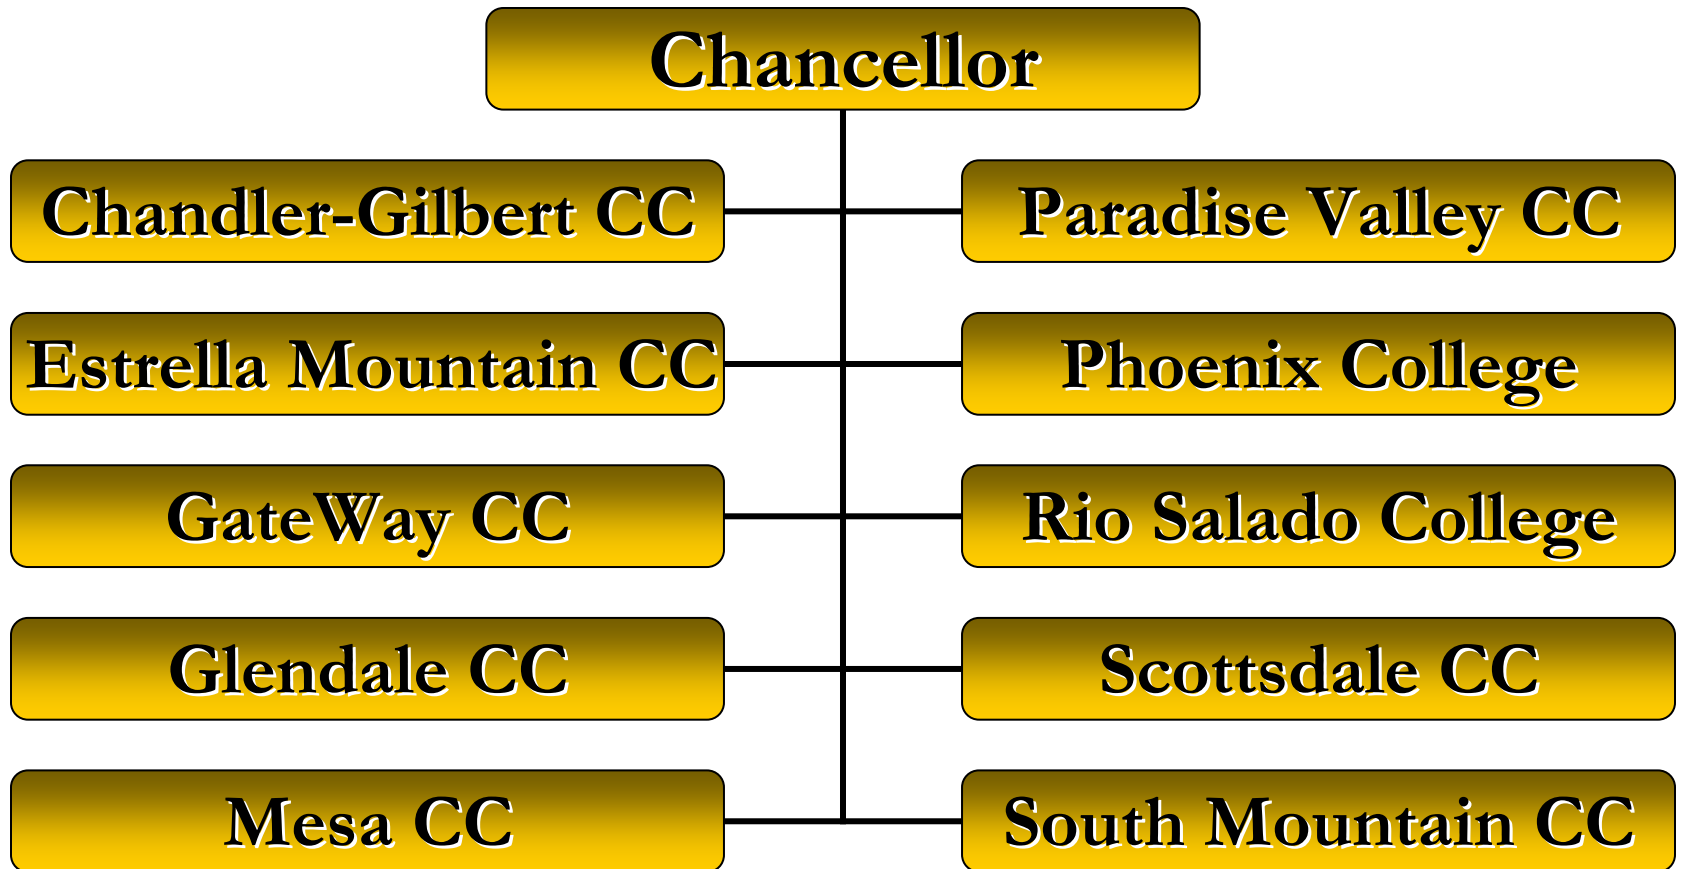 Chancellor
Chandler-Gilbert CC
Paradise Valley CC
Estrella Mountain CC
Phoenix College
GateWay CC
Rio Salado College
Glendale CC
Scottsdale CC
Mesa CC
South Mountain CC